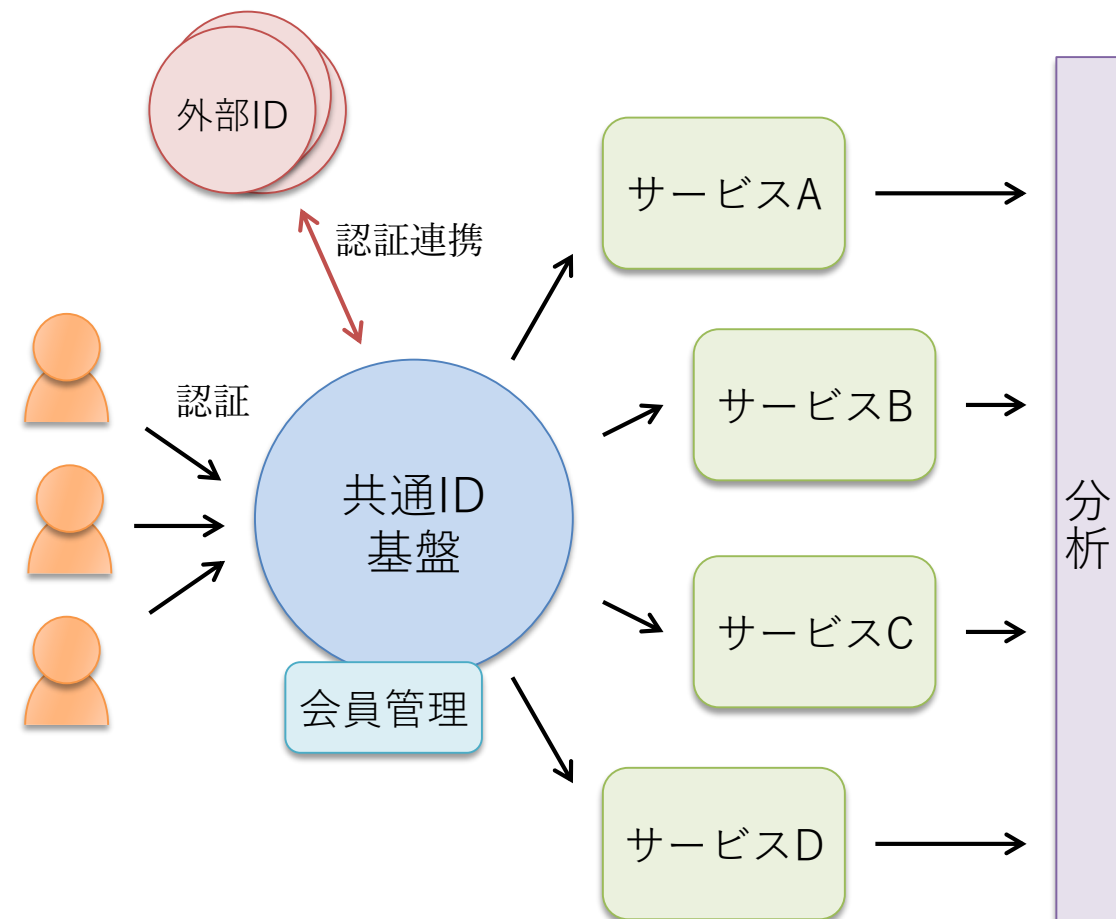 外部ID
認証連携
認証
共通ID
基盤
会員管理
サービスA
サービスB
サービスC
サービスD
分析